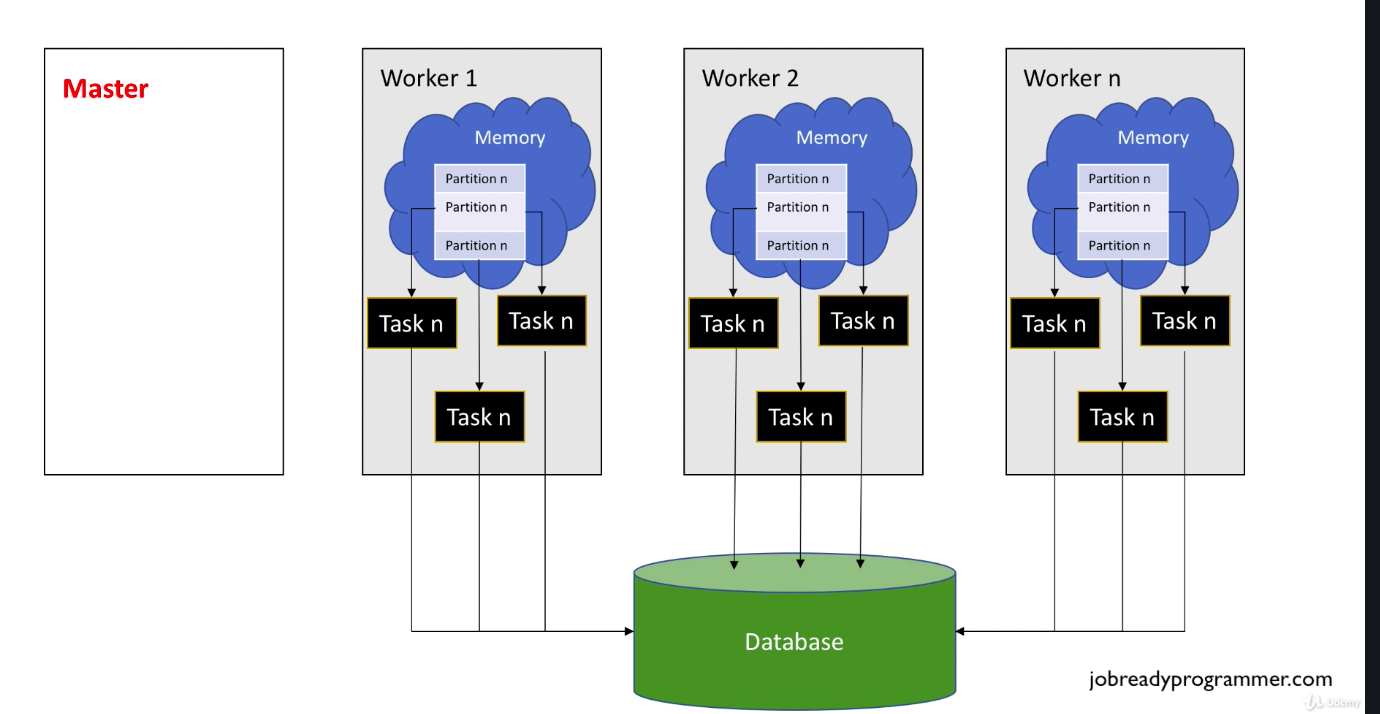 Master
Worker 1
Memory
Partition n
Partition n
Partition n
Task n
Task n
Task n
Worker 2
Memory
Partition n
Partition n
Partition n
Task n
Task n
Task n
Worker n
Memory
Partition n
Partition n
Partition n
Task n
Task n
Task n
Database
jobreadyprogrammer.com
Udemy